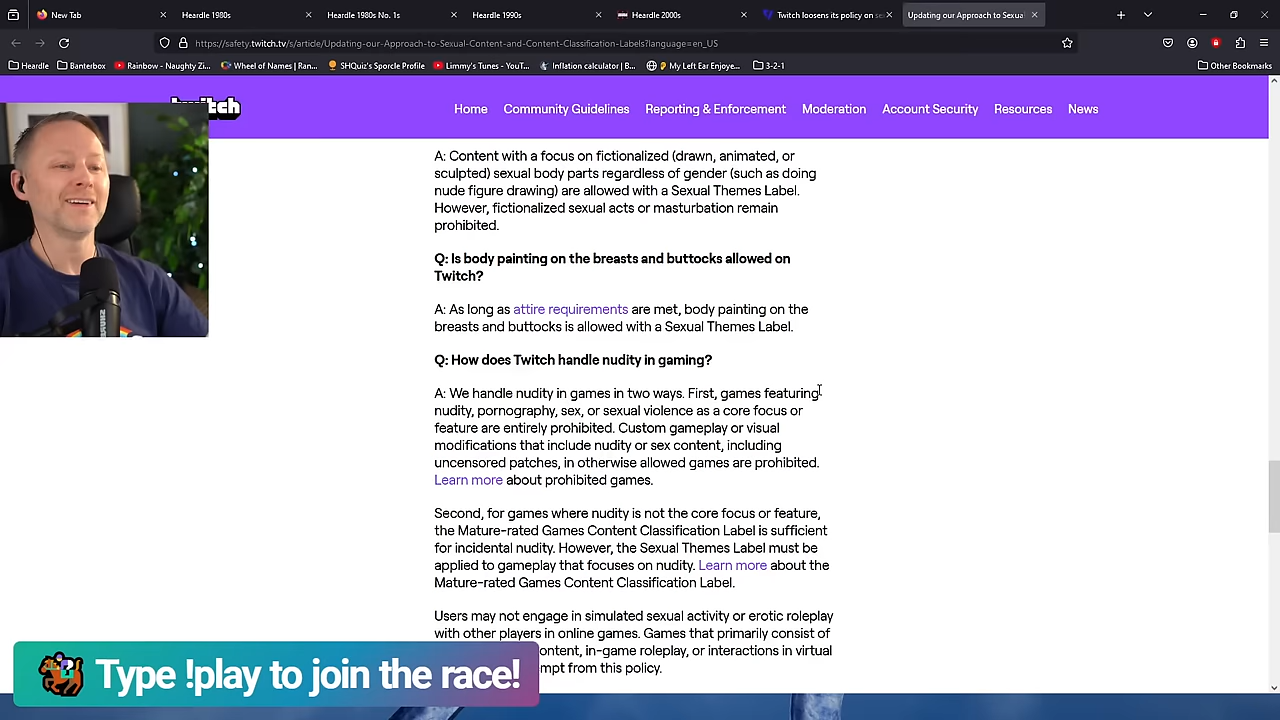 New Tab
Heardle 1980s
Heardle 1980s No. 1s
Heardle 1990s
Heardle 2000s
Twitch loosens its policy on se
Updating our Approach to Sexua
https://safety.twitch.tv/s/article/Updating-our-Approach-to-Sexual-Content-and-Content-Classification-Labels?language=en_US
Heardle
Banterbox
Rainbow - Naughty Zi...
Wheel of Names | Ran...
SHQuiz's Sporcle Profile
Limmy's Tunes - YouT...
Inflation calculator | B...
My Left Ear Enjoye...
3-2-1
Other Bookmarks
twitch
Home
Community Guidelines
Reporting & Enforcement
Moderation
Account Security
Resources
News
A: Content with a focus on fictionalized (drawn, animated, or
sculpted) sexual body parts regardless of gender (such as doing
nude figure drawing) are allowed with a Sexual Themes Label.
However, fictionalized sexual acts or masturbation remain
prohibited.
Q: Is body painting on the breasts and buttocks allowed on
Twitch?
A: As long as attire requirements are met, body painting on the
breasts and buttocks is allowed with a Sexual Themes Label.
Q: How does Twitch handle nudity in gaming?
A: We handle nudity in games in two ways. First, games featuring
nudity, pornography, sex, or sexual violence as a core focus or
feature are entirely prohibited. Custom gameplay or visual
modifications that include nudity or sex content, including
uncensored patches, in otherwise allowed games are prohibited.
Learn more about prohibited games.
Second, for games where nudity is not the core focus or feature,
the Mature-rated Games Content Classification Label is sufficient
for incidental nudity. However, the Sexual Themes Label must be
applied to gameplay that focuses on nudity. Learn more about the
Mature-rated Games Content Classification Label.
Users may not engage in simulated sexual activity or erotic roleplay
with other players in online games. Games that primarily consist of
ontent, in-game roleplay, or interactions in virtual
mpt from this policy.
Type !play to join the race!